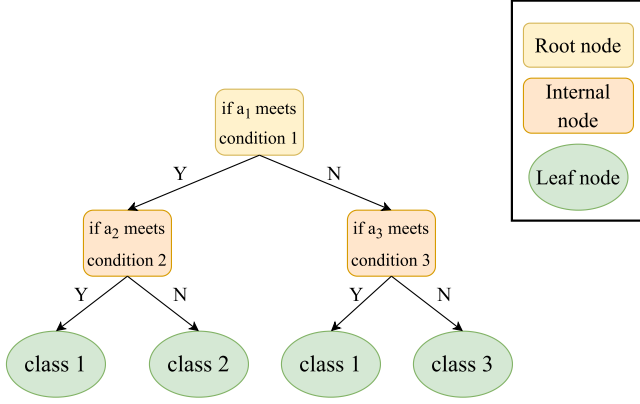 Root node
Internal
node
Leaf node
if a₁ meets
condition 1
Y
N
if a₂ meets
condition 2
if a₃ meets
condition 3
Y
N
Y
N
class 1
class 2
class 1
class 3